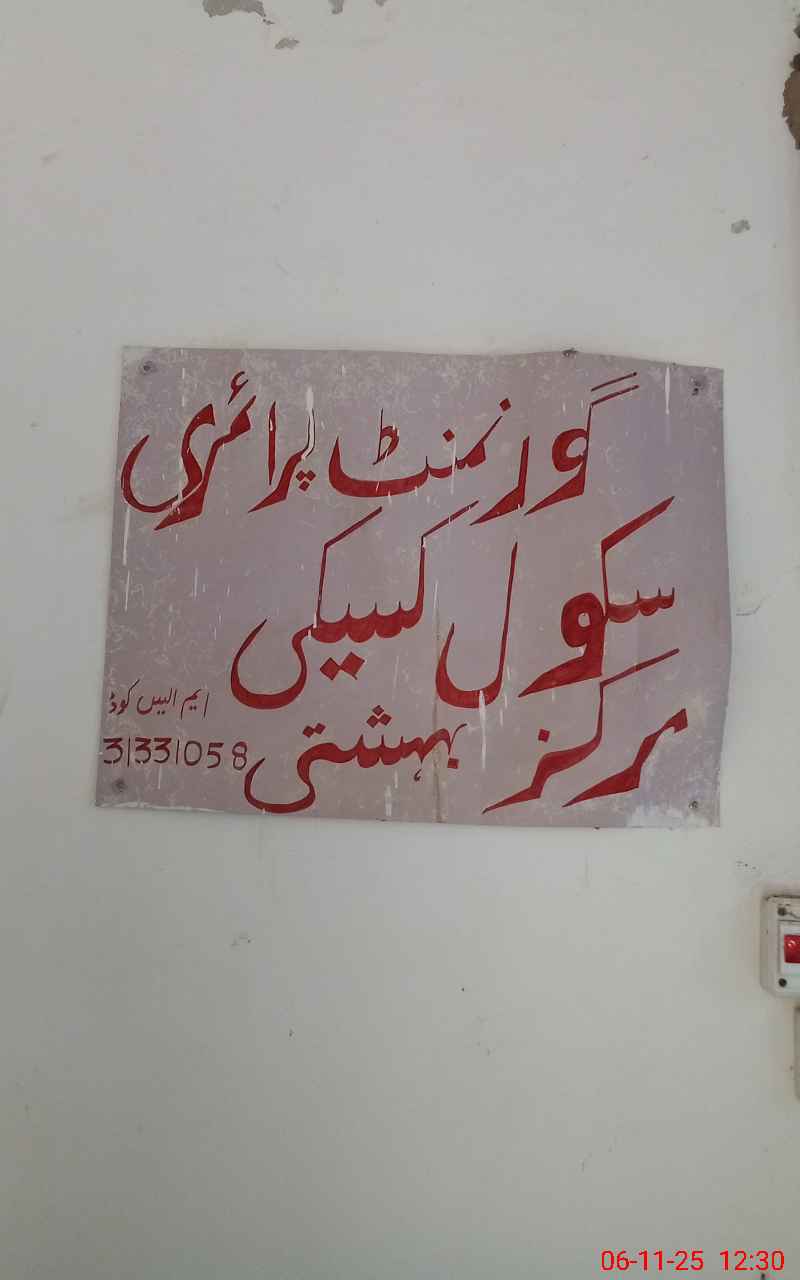 گورنمنٹ پرائمری
سکول کسیکی
مرکز بہشتی
ایم ایس کوڈ
31331058
06-11-25 12:30